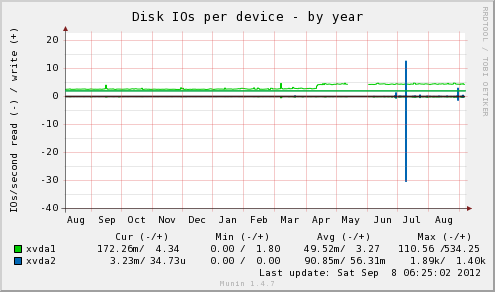 Disk IOs per device - by year
RRDTOOL / TOBI OETIKER
IOs/second read (-) / write (+)
20
10
0
-10
-20
-30
-40
Aug Sep Oct Nov Dec Jan Feb Mar Apr May Jun Jul Aug
Cur (-/+) Min (-/+) Avg (-/+) Max (-/+)
xvda1 172.26m/ 4.34 0.00 / 1.80 49.52m/ 3.27 110.56 /534.25
xvda2 3.23m/ 34.73u 0.00 / 0.00 90.85m/ 56.31m 1.89k/ 1.40k
Last update: Sat Sep 8 06:25:02 2012
Munin 1.4.7